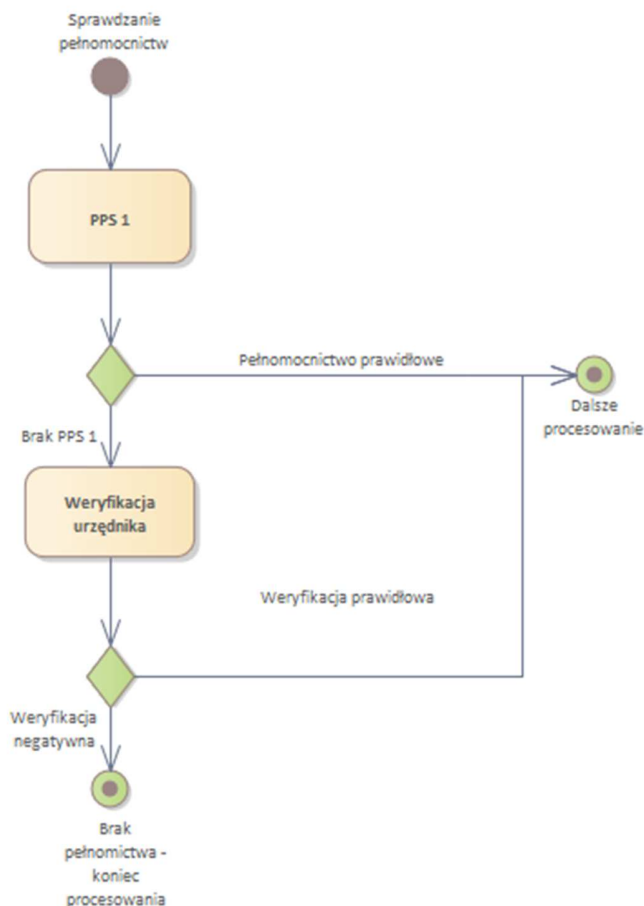 Sprawdzanie
pełnomocnictw
PPS 1
Pełnomocnictwo prawidłowe
Dalsze
procesowanie
Brak PPS 1
Weryfikacja
urzędnika
Weryfikacja prawidłowa
Weryfikacja
negatywna
Brak
pełnomictwa -
koniec
procesowania